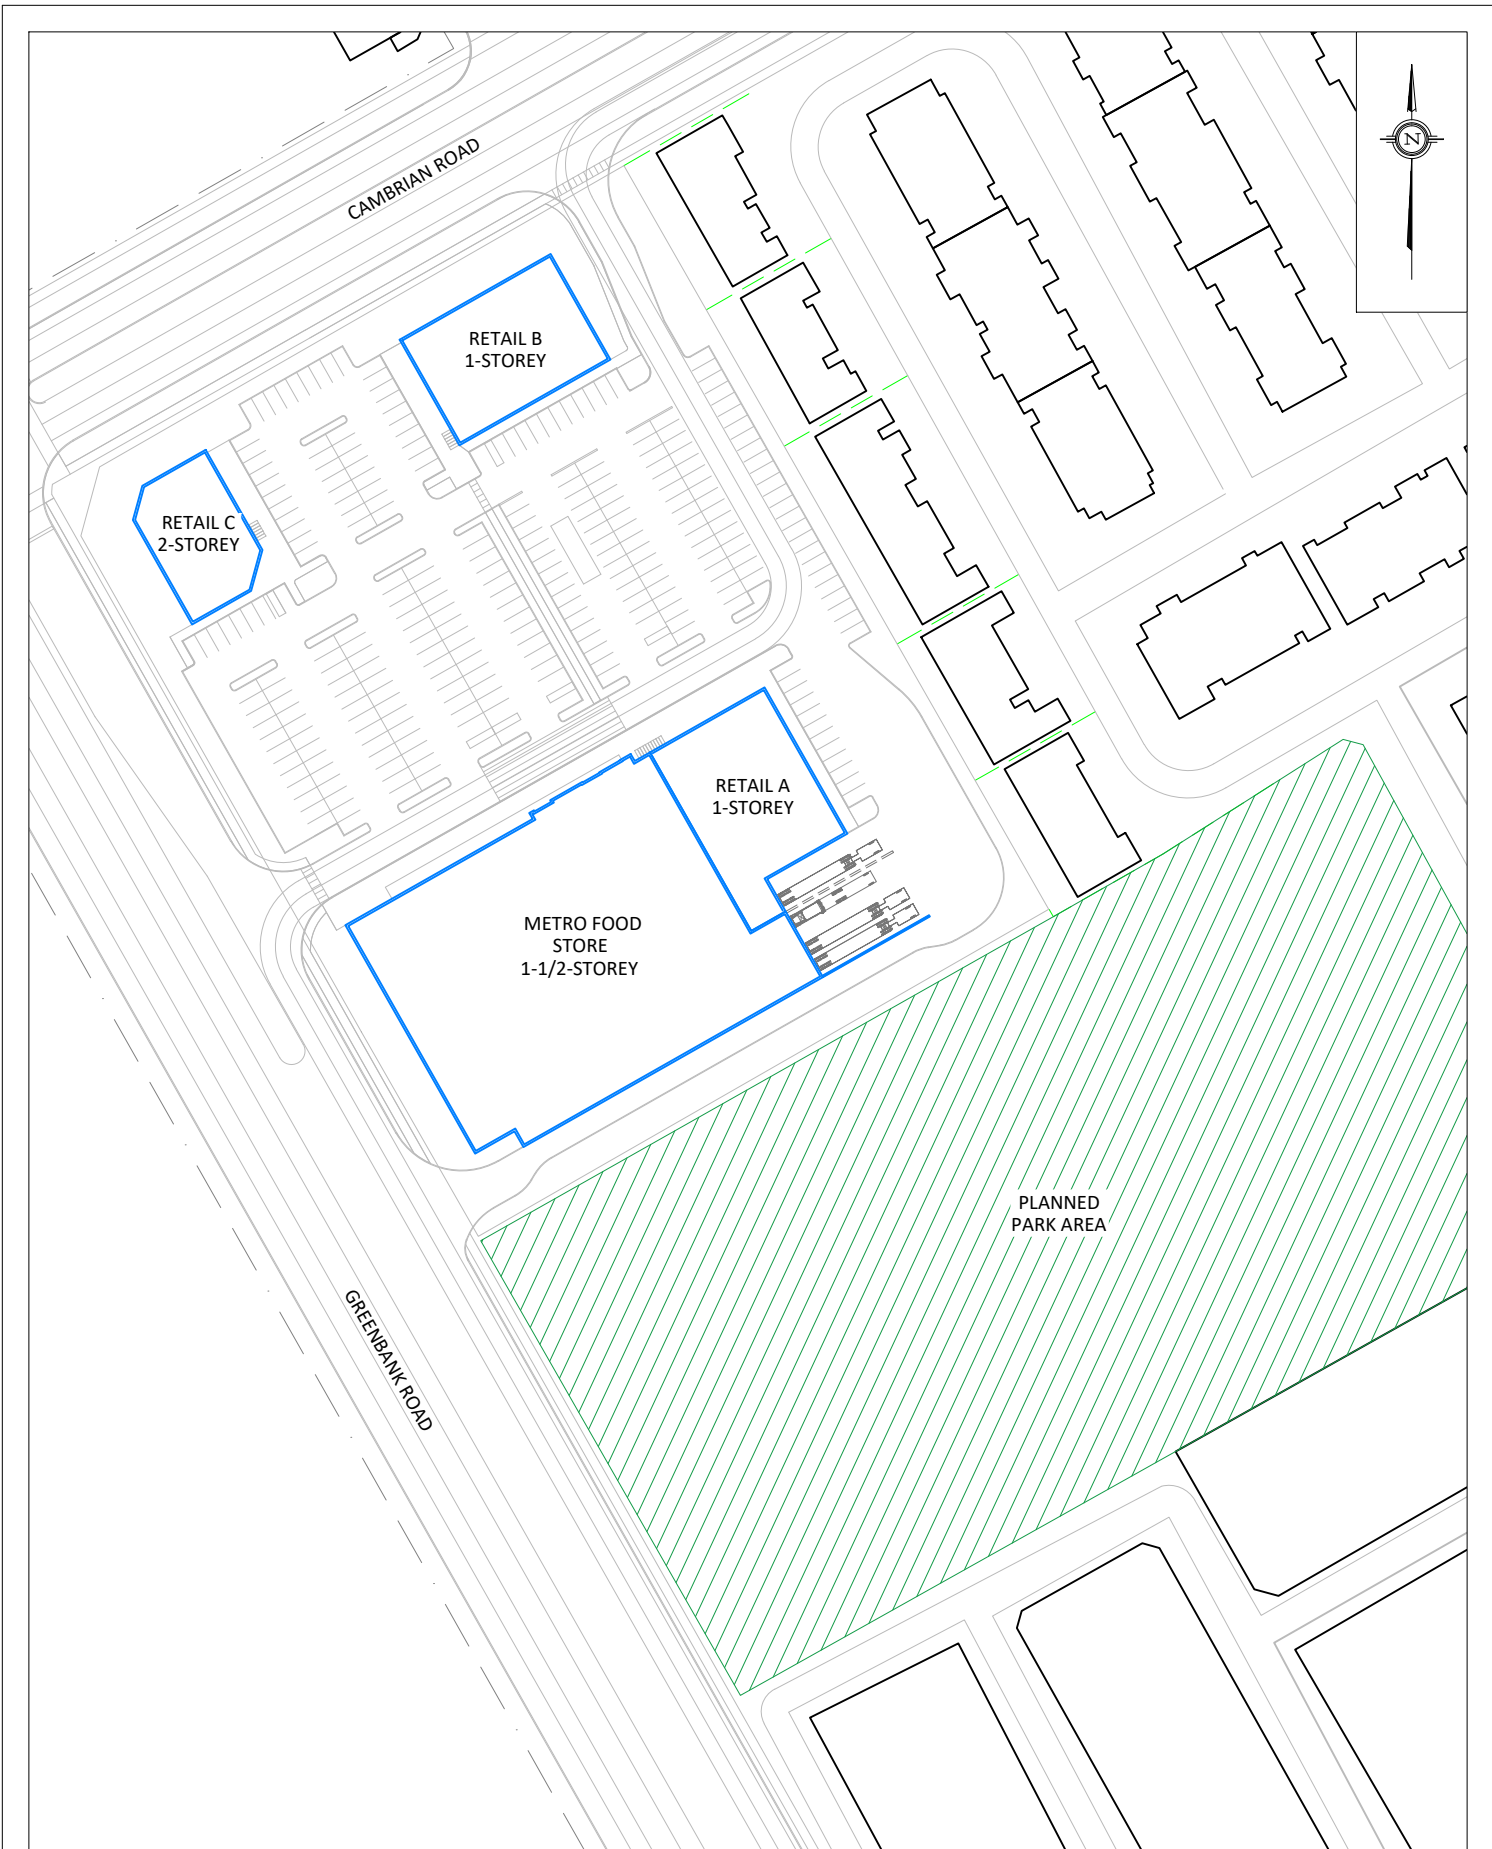 CAMBRIAN ROAD
N
RETAIL B
1-STOREY
RETAIL C
2-STOREY
RETAIL A
1-STOREY
METRO FOOD
STORE
1-1/2-STOREY
PLANNED
PARK AREA
GREENBANK ROAD